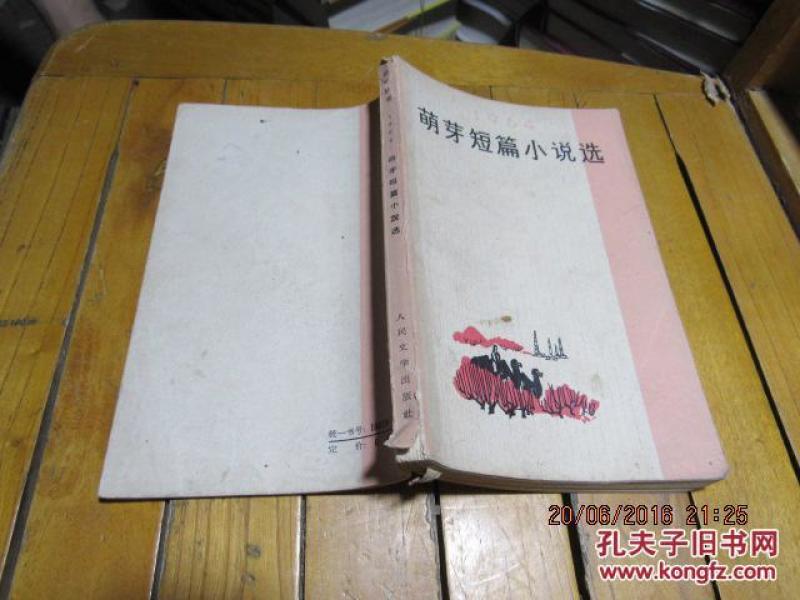 1964
萌芽短篇小说选
萌芽短篇小说选
人民文学出版社
统一书号:
定价:
20/06/2016 21:25
孔夫子旧书网
www.kongfz.com